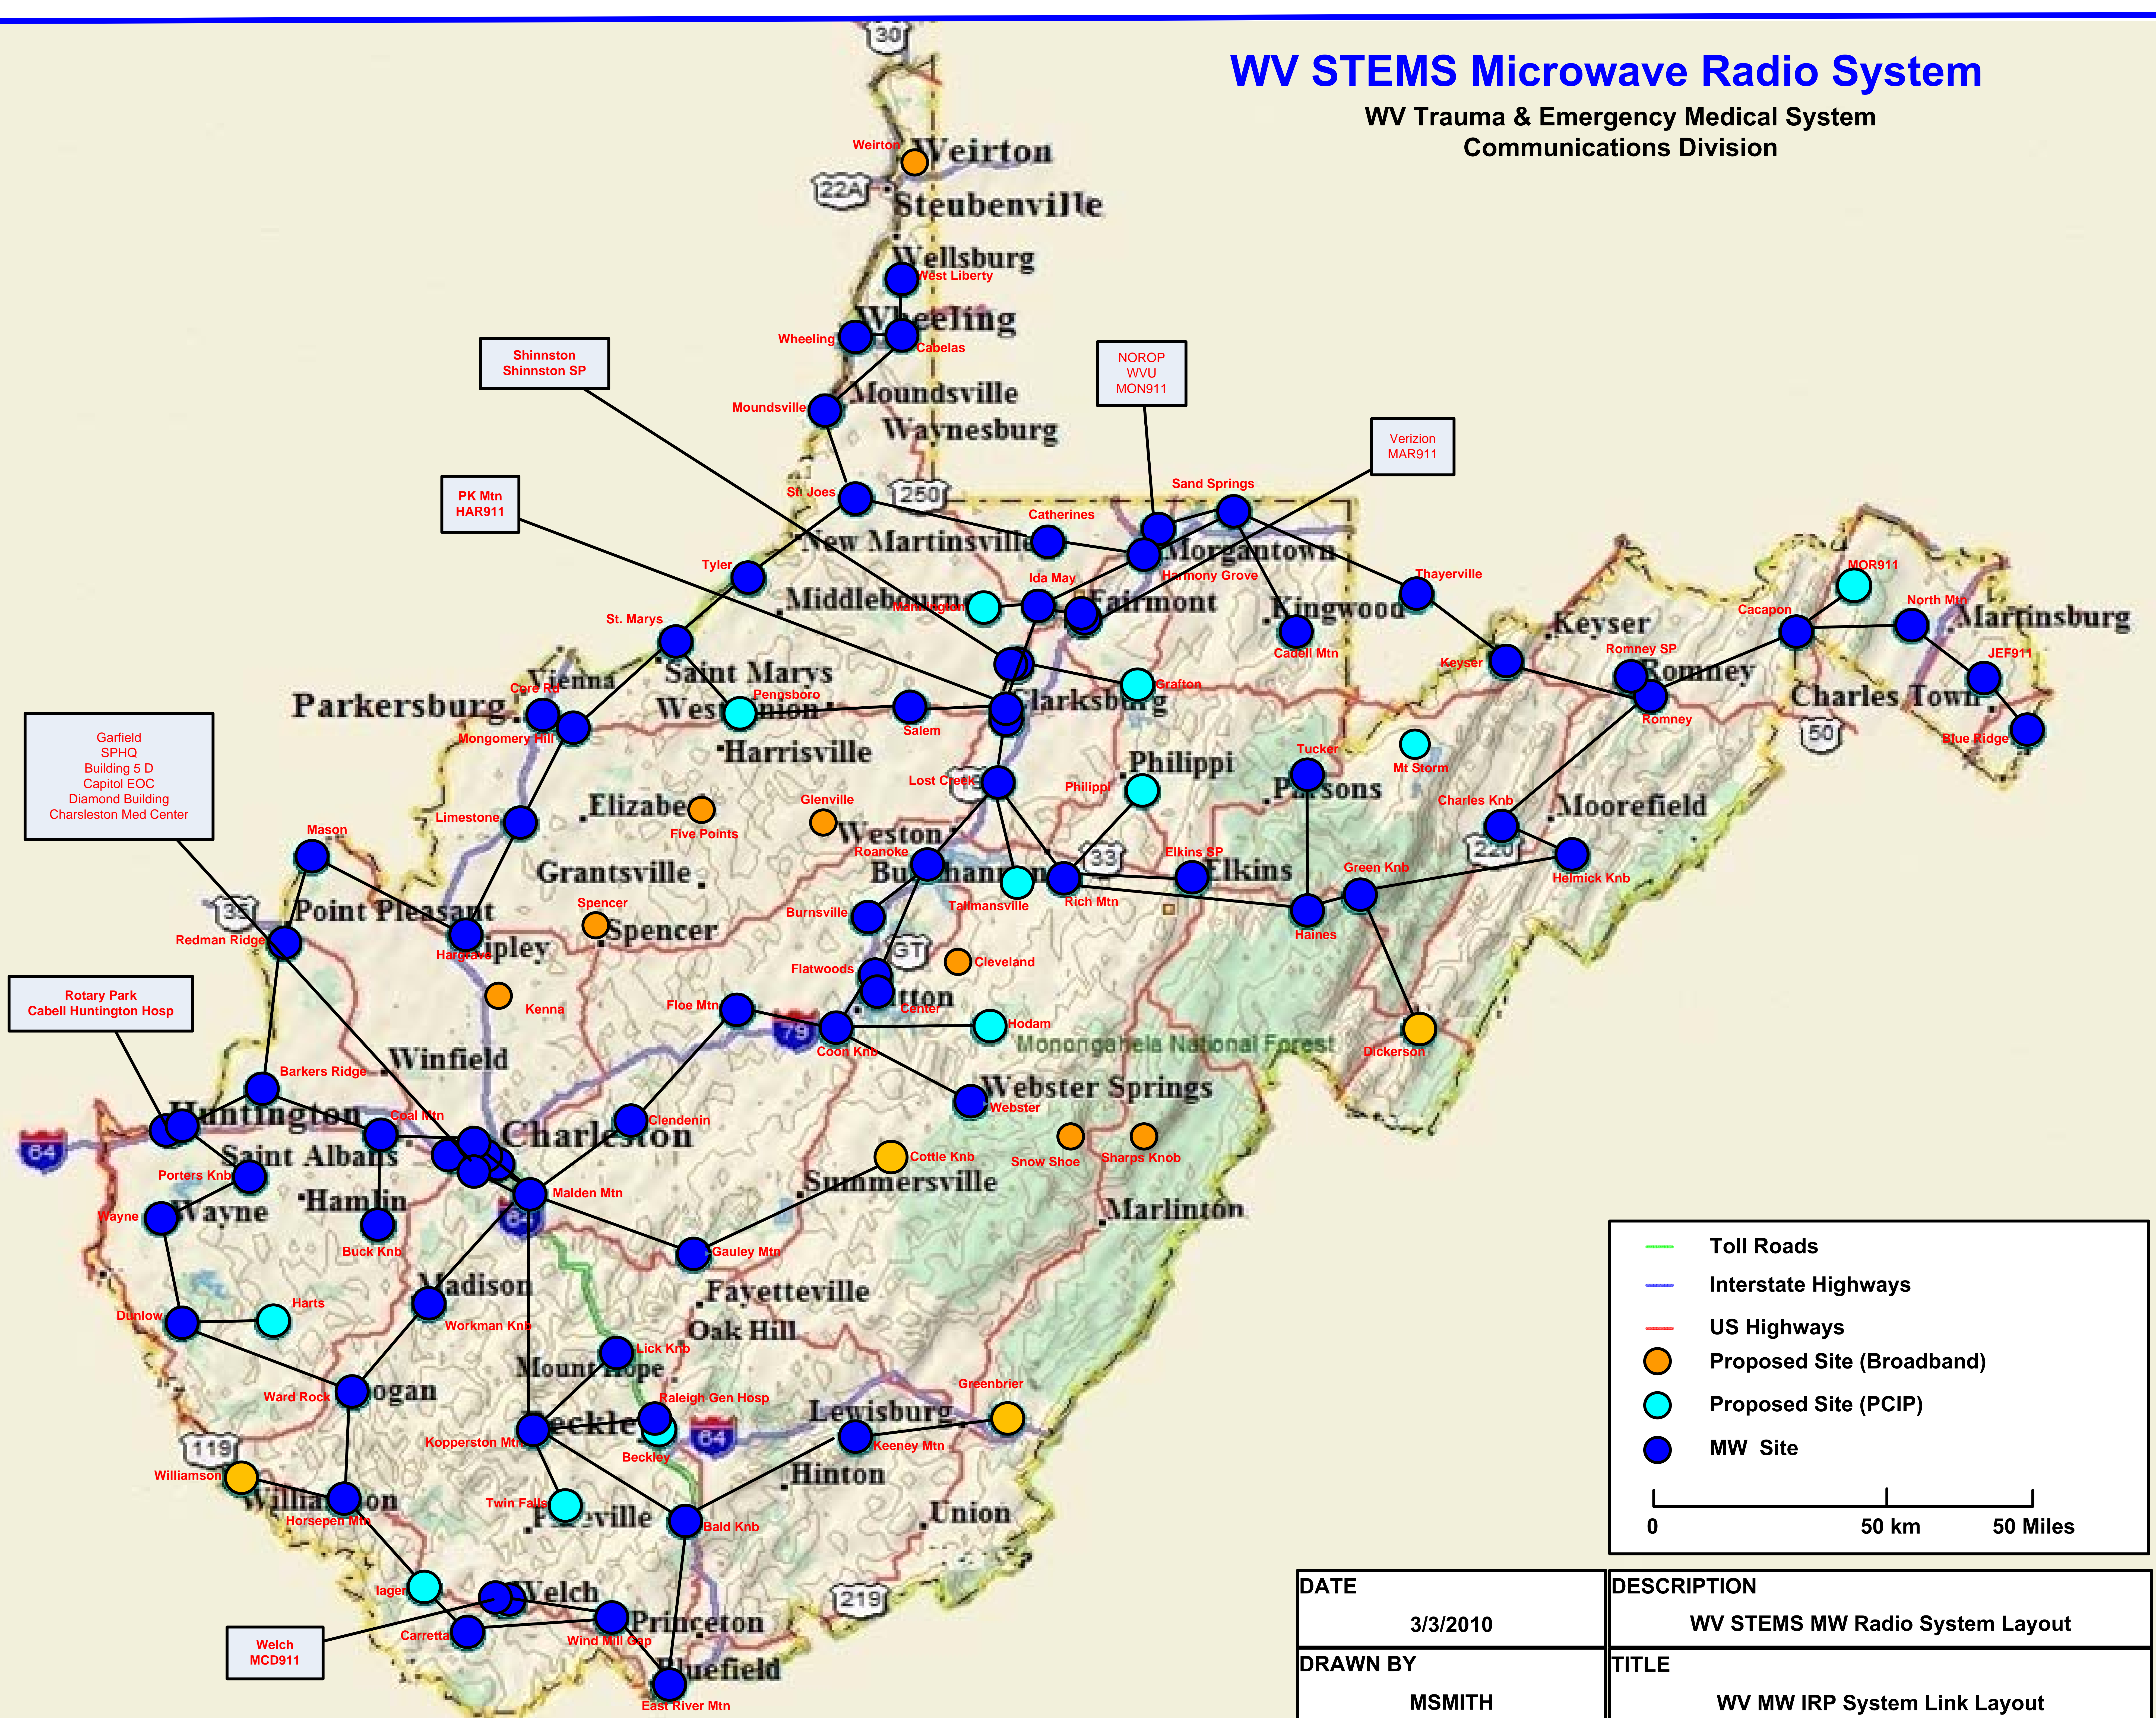 WV STEMS Microwave Radio System
WV Trauma & Emergency Medical System
Communications Division
30
Weirton
Weirton
22A
Steubenville
Wellsburg
West Liberty
Wheeling
Wheeling
Cabelas
Shinnston
Shinnston SP
NOROP
WVU
MON911
Moundsville
Moundsville
Waynesburg
Verizion
MAR911
PK Mtn
HAR911
St. Joes
250
Sand Springs
Catherines
New Martinsville
Morgantown
Harmony Grove
Tyler
Ida May
Thayerville
MOR911
Middlebourne
Mannington
Fairmont
Kingwood
Cacapon
North Mtn
Martinsburg
St. Marys
Keyser
Cadell Mtn
Romney SP
Keyser
JEF911
Saint Marys
Romney
Vienna
Core Rd
Pennsboro
Grafton
Charles Town
Parkersburg
West Union
Clarksburg
Romney
Mongomery Hill
Salem
50
Blue Ridge
Garfield
SPHQ
Building 5 D
Capitol EOC
Diamond Building
Charsleston Med Center
Harrisville
Tucker
Philippi
Mt Storm
Lost Creek
Philippi
Parsons
Elizabe
Glenville
Charles Knb
Moorefield
Limestone
Five Points
Mason
Weston
Roanoke
33
Elkins SP
220
Grantsville
Buckhannon
Elkins
Green Knb
Helmick Knb
Spencer
Tallmansville
Rich Mtn
35
Point Pleasant
Burnsville
Redman Ridge
Spencer
Haines
Hargrave
Ripley
GT
Flatwoods
Cleveland
Rotary Park
Cabell Huntington Hosp
Kenna
Floe Mtn
Sutton
Center
Hodam
79
Coon Knb
Monongahela National Forest
Dickerson
Winfield
Barkers Ridge
Webster Springs
Webster
Huntington
Coal Mtn
Clendenin
64
Charleston
Saint Albans
Cottle Knb
Snow Shoe
Sharps Knob
Porters Knb
Hamlin
Malden Mtn
Summersville
Wayne
Wayne
64
Marlinton
Buck Knb
Gauley Mtn
Madison
Fayetteville
Harts
Dunlow
Workman Knb
Oak Hill
Lick Knb
Mount Hope
Ward Rock
Logan
Raleigh Gen Hosp
Greenbrier
Lewisburg
Beckley
Kopperston Mtn
64
Keeney Mtn
119
Beckley
Williamson
Hinton
Williamson
Twin Falls
Pineville
Horsepen Mtn
Bald Knb
Union
Iager
Welch
219
Carretta
Wind Mill Gap
Princeton
Welch
MCD911
Bluefield
East River Mtn
Toll Roads
Interstate Highways
US Highways
Proposed Site (Broadband)
Proposed Site (PCIP)
MW Site
0 50 km 50 Miles
DATE
3/3/2010
DESCRIPTION
WV STEMS MW Radio System Layout
DRAWN BY
MSMITH
TITLE
WV MW IRP System Link Layout